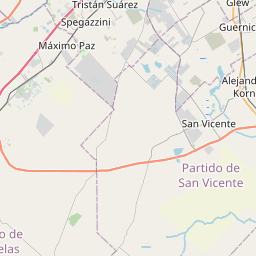 Tristán Suárez
Glew
Spegazzini
Guernic
Máximo Paz
Alejand
Korn
San Vicente
Partido de
San Vicente
o de
elas